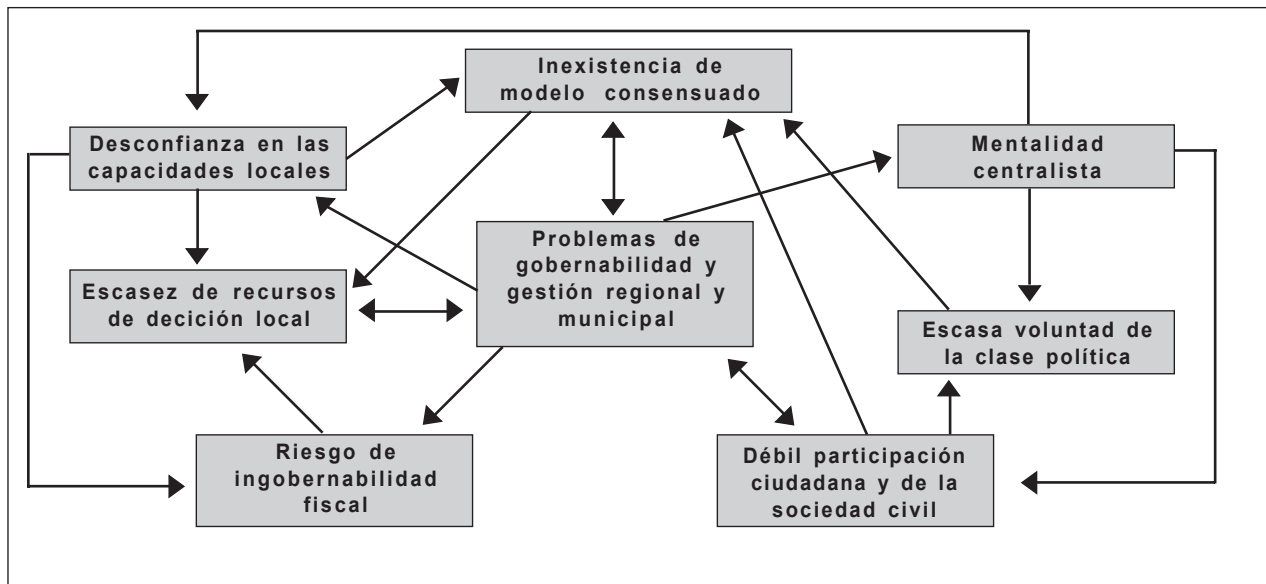 Inexistencia de
modelo consensuado
Desconfianza en las
capacidades locales
Mentalidad
centralista
Problemas de
gobernabilidad y
gestión regional y
municipal
Escasez de recursos
de decición local
Escasa voluntad de
la clase política
Riesgo de
ingobernabilidad
fiscal
Débil participación
ciudadana y de la
sociedad civil